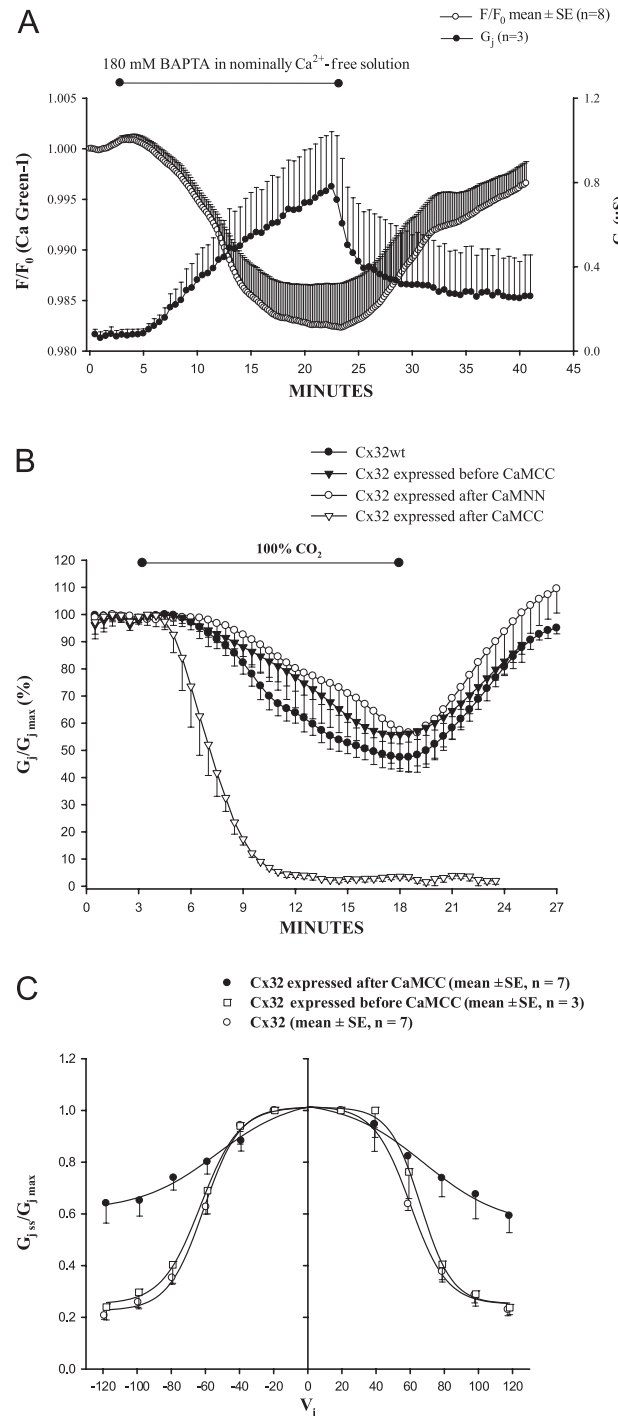 A
F/F0 mean ± SE (n=8)
Gj (n=3)
180 mM BAPTA in nominally Ca2+-free solution
1.005
1.000
0.995
0.990
0.985
0.980
F/F0 (Ca Green-1)
1.2
0.8
0.4
0.0
0 5 10 15 20 25 30 35 40 45
MINUTES
B
Cx32wt
Cx32 expressed before CaMCC
Cx32 expressed after CaMNN
Cx32 expressed after CaMCC
100% CO2
120
110
100
90
80
70
60
50
40
30
20
10
0
Gj/Gj max (%)
0 3 6 9 12 15 18 21 24 27
MINUTES
C
Cx32 expressed after CaMCC (mean ±SE, n = 7)
Cx32 expressed before CaMCC (mean ±SE, n = 3)
Cx32 (mean ± SE, n = 7)
1.2
1.0
0.8
0.6
0.4
0.2
0.0
Gj ss/Gj max
-120 -100 -80 -60 -40 -20 0 20 40 60 80 100 120
Vj